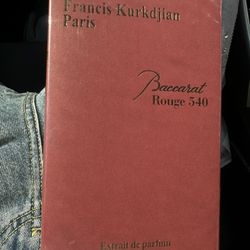 Francis Kurkdjian
Paris
Baccarat
Rouge 540
Extrait de parfum